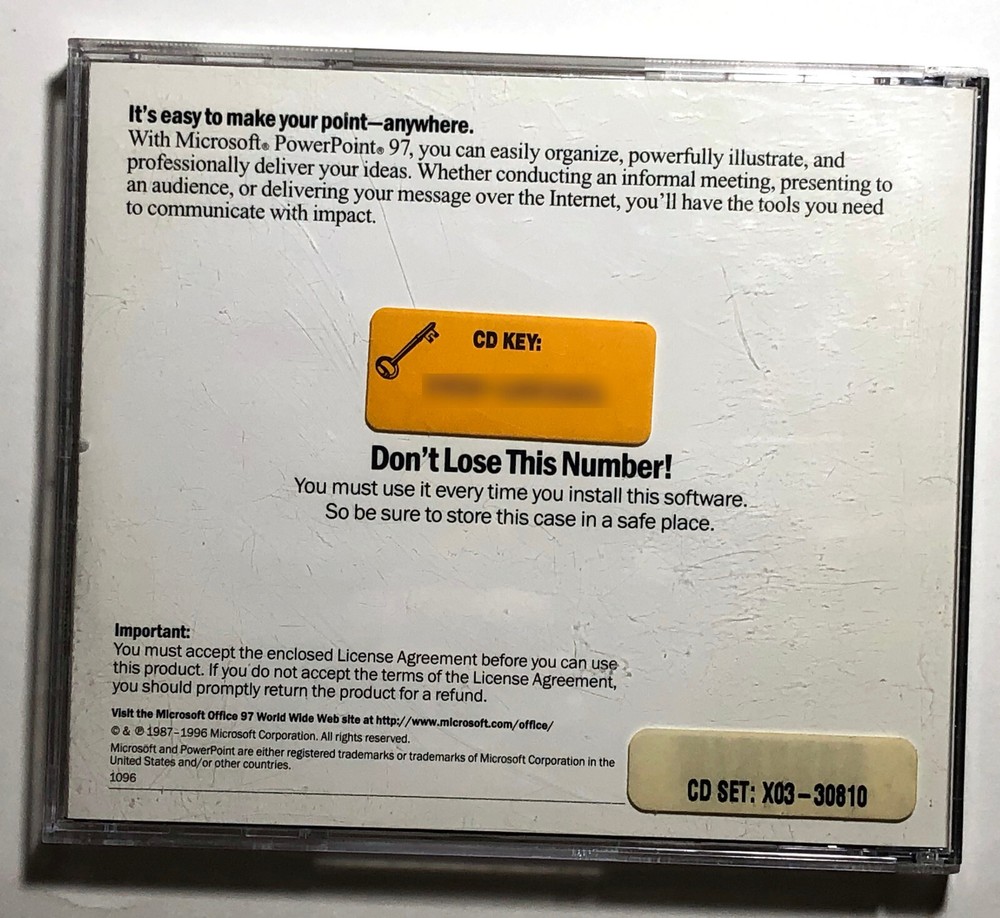 It's easy to make your point—anywhere.
With Microsoft® PowerPoint® 97, you can easily organize, powerfully illustrate, and
professionally deliver your ideas. Whether conducting an informal meeting, presenting to
an audience, or delivering your message over the Internet, you'll have the tools you need
to communicate with impact.
CD KEY:
Don't Lose This Number!
You must use it every time you install this software.
So be sure to store this case in a safe place.
Important:
You must accept the enclosed License Agreement before you can use
this product. If you do not accept the terms of the License Agreement,
you should promptly return the product for a refund.
Visit the Microsoft Office 97 World Wide Web site at http://www.microsoft.com/office/
© & ℗ 1987–1996 Microsoft Corporation. All rights reserved.
Microsoft and PowerPoint are either registered trademarks or trademarks of Microsoft Corporation in the
United States and/or other countries.
1096
CD SET: X03-30810